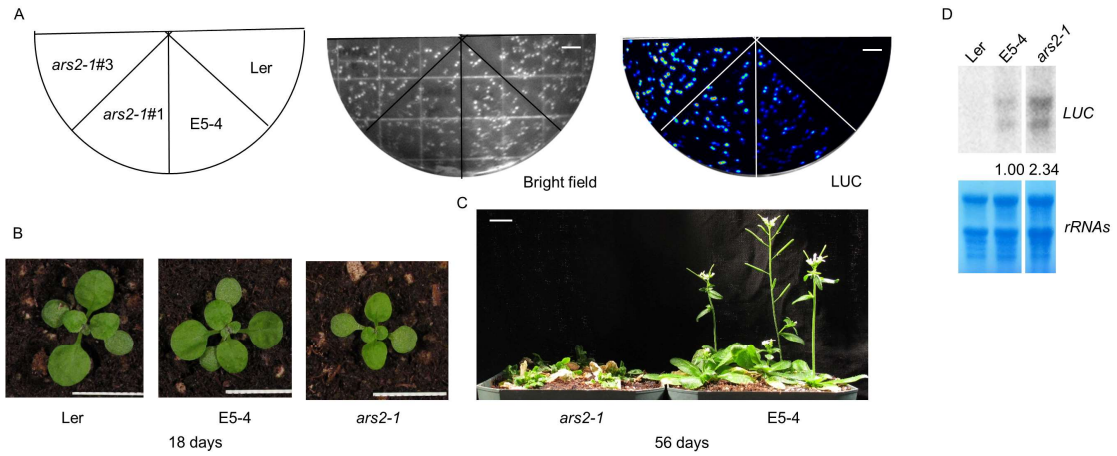 A
ars2-1#3
ars2-1#1
E5-4
Ler
Bright field
LUC
B
Ler
E5-4
ars2-1
18 days
C
ars2-1
E5-4
56 days
D
Ler
E5-4
ars2-1
LUC
1.00 2.34
rRNAs